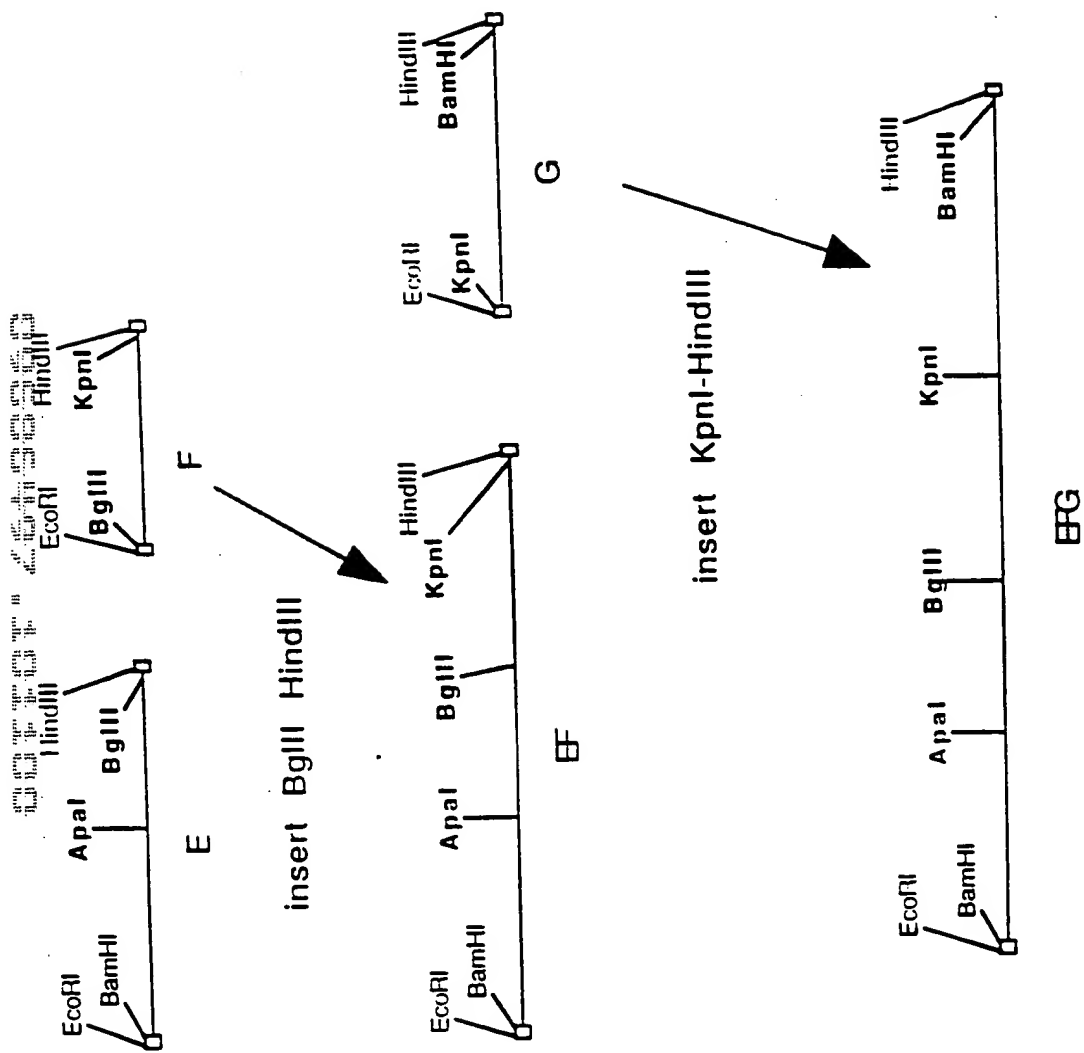 EcoRI
BamHI
ApaI
HindIII
BglII
E
EcoRI
BglII
HindIII
KpnI
F
insert BglII HindIII
EcoRI
BamHI
ApaI
BglII
HindIII
KpnI
EF
EcoRI
KpnI
HindIII
BamHI
G
insert KpnI-HindIII
EcoRI
BamHI
ApaI
BglII
KpnI
HindIII
BamHI
EFG